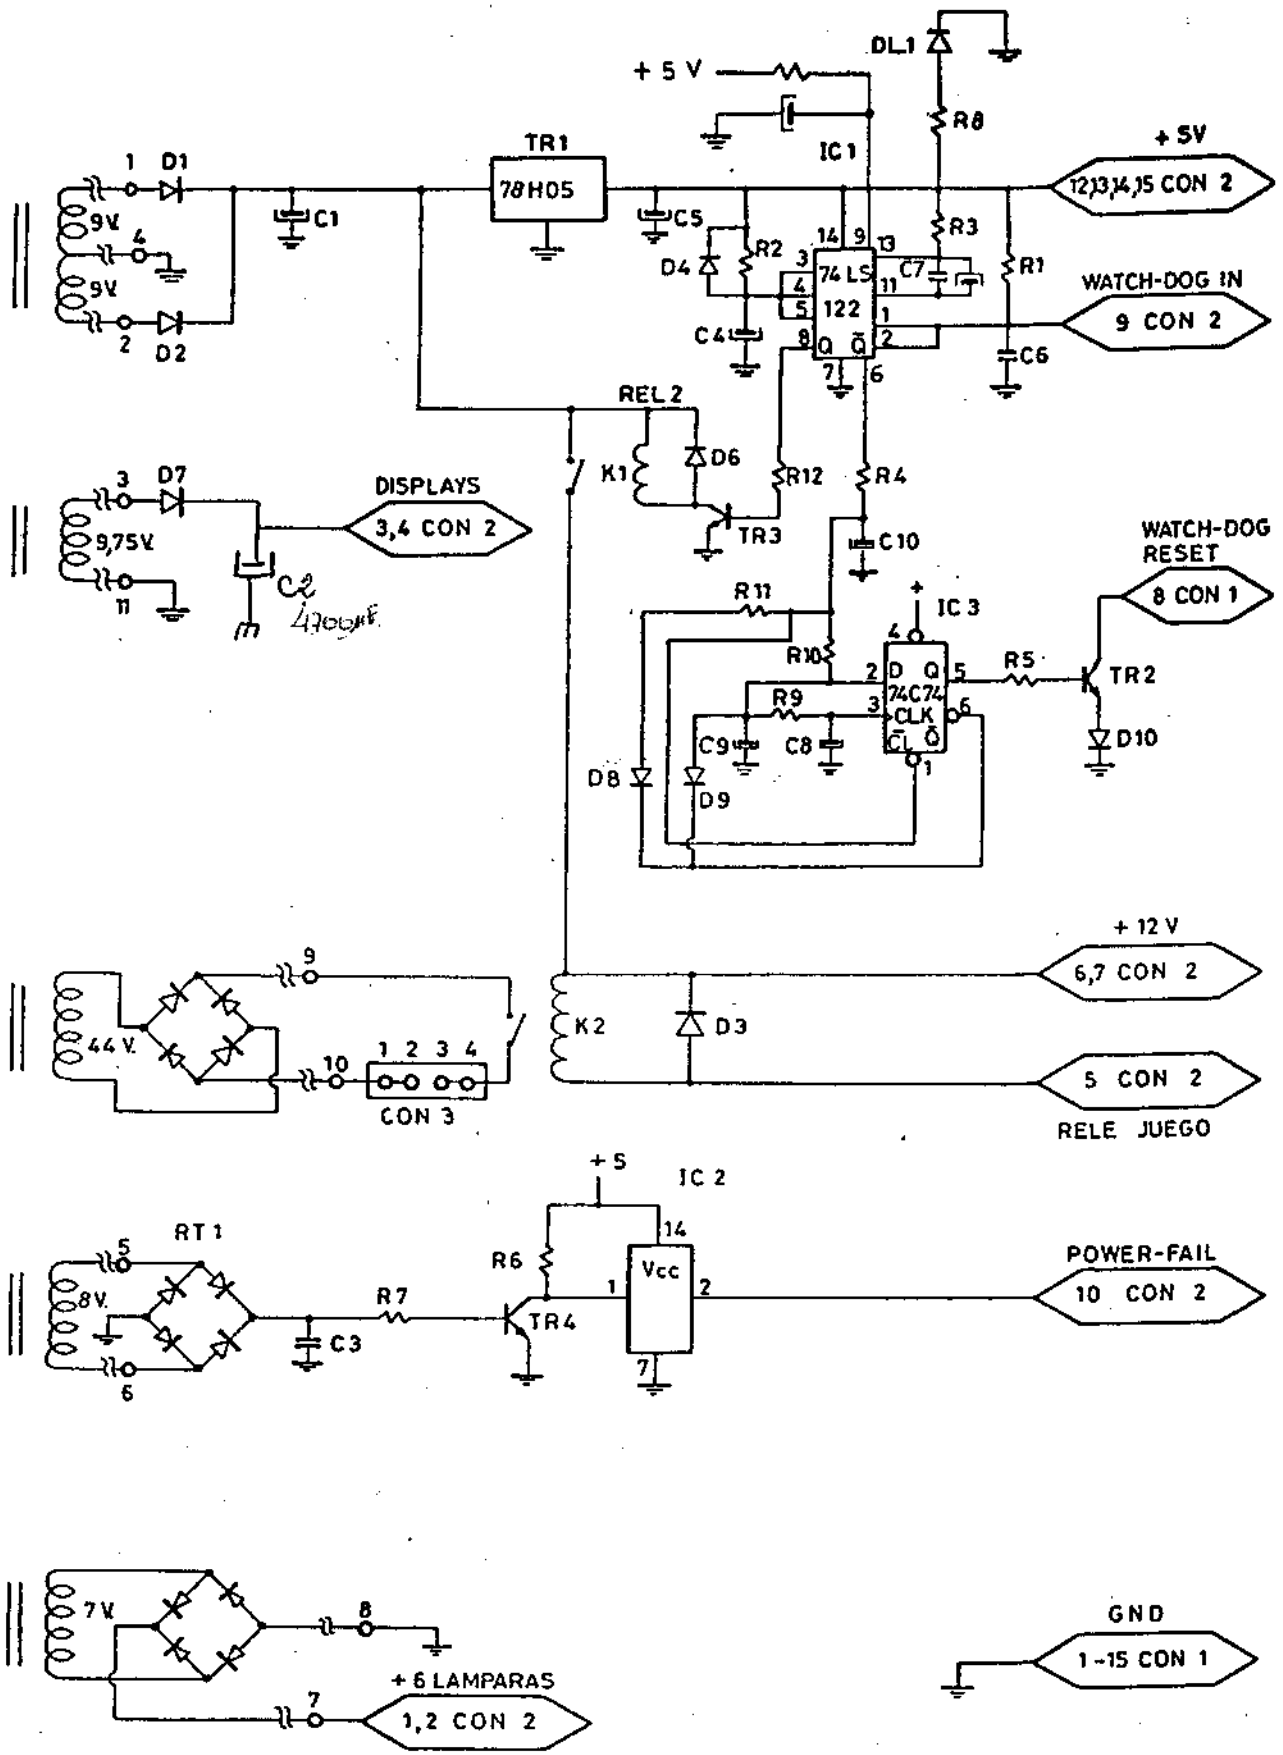 DL1
+ 5 V
R8
TR1
IC 1
+ 5V
1 D1
78H05
12,13,14,15 CON 2
9V.
4
C1
C5
R2
14 9 13
R3
D4
3
74 LS
C7
R1
WATCH-DOG IN
9V.
4
11
5
122
1
9 CON 2
2
D2
C4
8 Q Q̄ 2
C6
7 6
REL 2
3 D7
K1
D6
R12
R4
DISPLAYS
3,4 CON 2
9,75V.
TR3
C10
WATCH-DOG
RESET
11
C2
4700µF.
R11
+
IC 3
8 CON 1
4
R10
2 D Q 5
R5
TR2
74C74
R9
3 CLK 6
C9
C8
C̄L̄ Q̄
D10
D8
D9
1
+ 12 V
9
6,7 CON 2
44 V.
K2
D3
10
1 2 3 4
CON 3
5 CON 2
RELE JUEGO
+ 5
IC 2
RT 1
14
5
R6
Vcc
POWER-FAIL
8V.
R7
1
2
10 CON 2
C3
TR4
7
6
7 V.
8
GND
1-15 CON 1
+ 6 LAMPARAS
7
1,2 CON 2